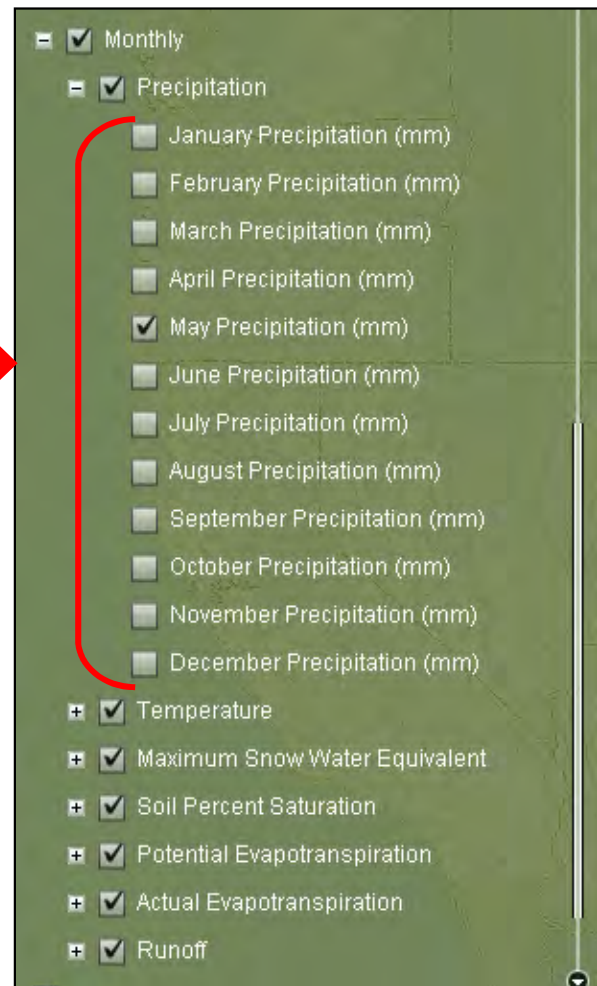 Monthly
Precipitation
January Precipitation (mm)
February Precipitation (mm)
March Precipitation (mm)
April Precipitation (mm)
May Precipitation (mm)
June Precipitation (mm)
July Precipitation (mm)
August Precipitation (mm)
September Precipitation (mm)
October Precipitation (mm)
November Precipitation (mm)
December Precipitation (mm)
Temperature
Maximum Snow Water Equivalent
Soil Percent Saturation
Potential Evapotranspiration
Actual Evapotranspiration
Runoff